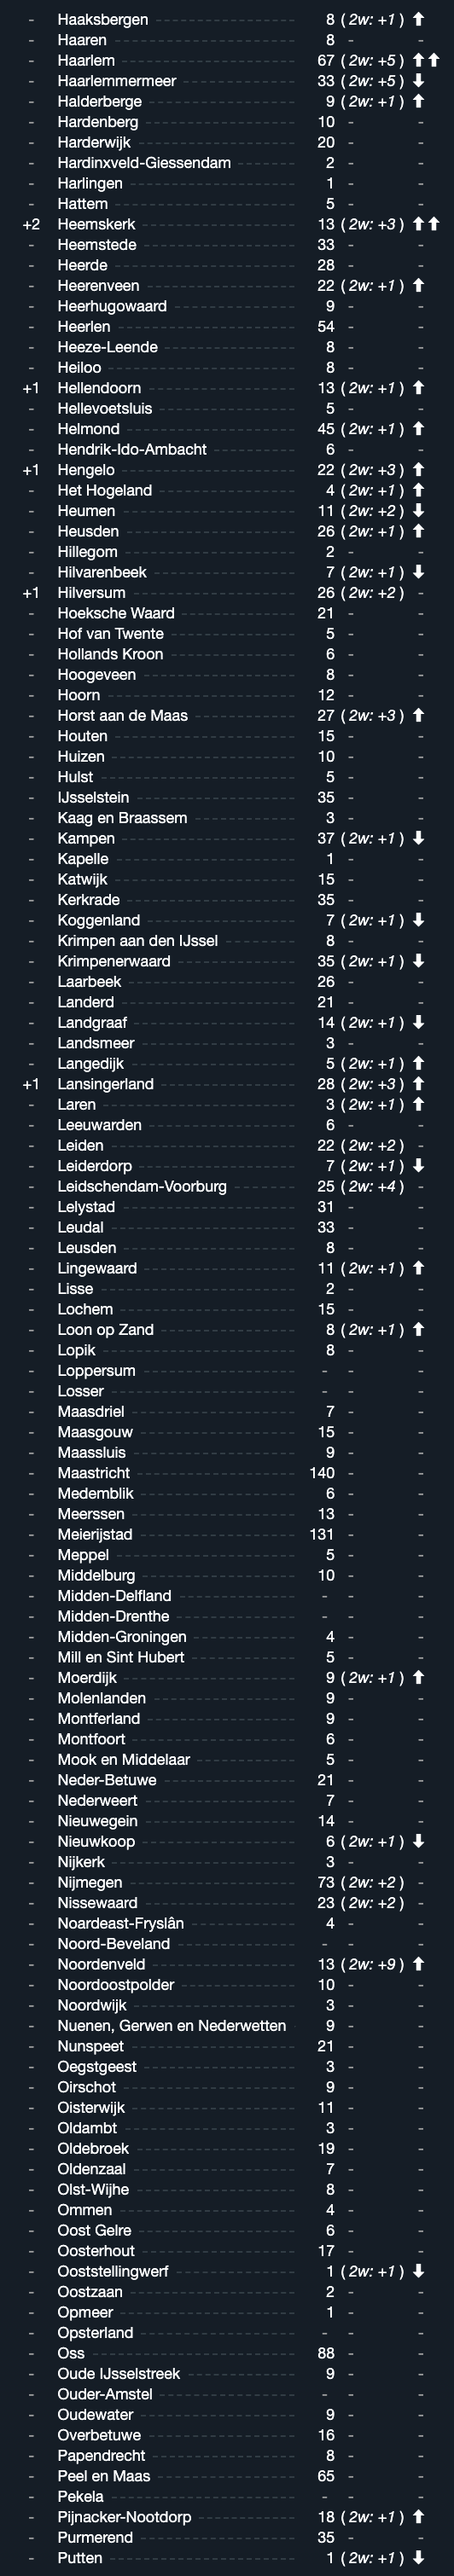 - Haaksbergen 8 ( 2w: +1 ) ⬆
- Haaren 8 - -
- Haarlem 67 ( 2w: +5 ) ⬆⬆
- Haarlemmermeer 33 ( 2w: +5 ) ⬇
- Halderberge 9 ( 2w: +1 ) ⬆
- Hardenberg 10 - -
- Harderwijk 20 - -
- Hardinxveld-Giessendam 2 - -
- Harlingen 1 - -
- Hattem 5 - -
+2 Heemskerk 13 ( 2w: +3 ) ⬆⬆
- Heemstede 33 - -
- Heerde 28 - -
- Heerenveen 22 ( 2w: +1 ) ⬆
- Heerhugowaard 9 - -
- Heerlen 54 - -
- Heeze-Leende 8 - -
- Heiloo 8 - -
+1 Hellendoorn 13 ( 2w: +1 ) ⬆
- Hellevoetsluis 5 - -
- Helmond 45 ( 2w: +1 ) ⬆
- Hendrik-Ido-Ambacht 6 - -
+1 Hengelo 22 ( 2w: +3 ) ⬆
- Het Hogeland 4 ( 2w: +1 ) ⬆
- Heumen 11 ( 2w: +2 ) ⬇
- Heusden 26 ( 2w: +1 ) ⬆
- Hillegom 2 - -
- Hilvarenbeek 7 ( 2w: +1 ) ⬇
+1 Hilversum 26 ( 2w: +2 ) -
- Hoeksche Waard 21 - -
- Hof van Twente 5 - -
- Hollands Kroon 6 - -
- Hoogeveen 8 - -
- Hoorn 12 - -
- Horst aan de Maas 27 ( 2w: +3 ) ⬆
- Houten 15 - -
- Huizen 10 - -
- Hulst 5 - -
- IJsselstein 35 - -
- Kaag en Braassem 3 - -
- Kampen 37 ( 2w: +1 ) ⬇
- Kapelle 1 - -
- Katwijk 15 - -
- Kerkrade 35 - -
- Koggenland 7 ( 2w: +1 ) ⬇
- Krimpen aan den IJssel 8 - -
- Krimpenerwaard 35 ( 2w: +1 ) ⬇
- Laarbeek 26 - -
- Landerd 21 - -
- Landgraaf 14 ( 2w: +1 ) ⬇
- Landsmeer 3 - -
- Langedijk 5 ( 2w: +1 ) ⬆
+1 Lansingerland 28 ( 2w: +3 ) ⬆
- Laren 3 ( 2w: +1 ) ⬆
- Leeuwarden 6 - -
- Leiden 22 ( 2w: +2 ) -
- Leiderdorp 7 ( 2w: +1 ) ⬇
- Leidschendam-Voorburg 25 ( 2w: +4 ) -
- Lelystad 31 - -
- Leudal 33 - -
- Leusden 8 - -
- Lingewaard 11 ( 2w: +1 ) ⬆
- Lisse 2 - -
- Lochem 15 - -
- Loon op Zand 8 ( 2w: +1 ) ⬆
- Lopik 8 - -
- Loppersum - - -
- Losser - - -
- Maasdriel 7 - -
- Maasgouw 15 - -
- Maassluis 9 - -
- Maastricht 140 - -
- Medemblik 6 - -
- Meerssen 13 - -
- Meierijstad 131 - -
- Meppel 5 - -
- Middelburg 10 - -
- Midden-Delfland - - -
- Midden-Drenthe - - -
- Midden-Groningen 4 - -
- Mill en Sint Hubert 5 - -
- Moerdijk 9 ( 2w: +1 ) ⬆
- Molenlanden 9 - -
- Montferland 9 - -
- Montfoort 6 - -
- Mook en Middelaar 5 - -
- Neder-Betuwe 21 - -
- Nederweert 7 - -
- Nieuwegein 14 - -
- Nieuwkoop 6 ( 2w: +1 ) ⬇
- Nijkerk 3 - -
- Nijmegen 73 ( 2w: +2 ) -
- Nissewaard 23 ( 2w: +2 ) -
- Noardeast-Fryslân 4 - -
- Noord-Beveland - - -
- Noordenveld 13 ( 2w: +9 ) ⬆
- Noordoostpolder 10 - -
- Noordwijk 3 - -
- Nuenen, Gerwen en Nederwetten 9 - -
- Nunspeet 21 - -
- Oegstgeest 3 - -
- Oirschot 9 - -
- Oisterwijk 11 - -
- Oldambt 3 - -
- Oldebroek 19 - -
- Oldenzaal 7 - -
- Olst-Wijhe 8 - -
- Ommen 4 - -
- Oost Gelre 6 - -
- Oosterhout 17 - -
- Ooststellingwerf 1 ( 2w: +1 ) ⬇
- Oostzaan 2 - -
- Opmeer 1 - -
- Opsterland - - -
- Oss 88 - -
- Oude IJsselstreek 9 - -
- Ouder-Amstel - - -
- Oudewater 9 - -
- Overbetuwe 16 - -
- Papendrecht 8 - -
- Peel en Maas 65 - -
- Pekela - - -
- Pijnacker-Nootdorp 18 ( 2w: +1 ) ⬆
- Purmerend 35 - -
- Putten 1 ( 2w: +1 ) ⬇